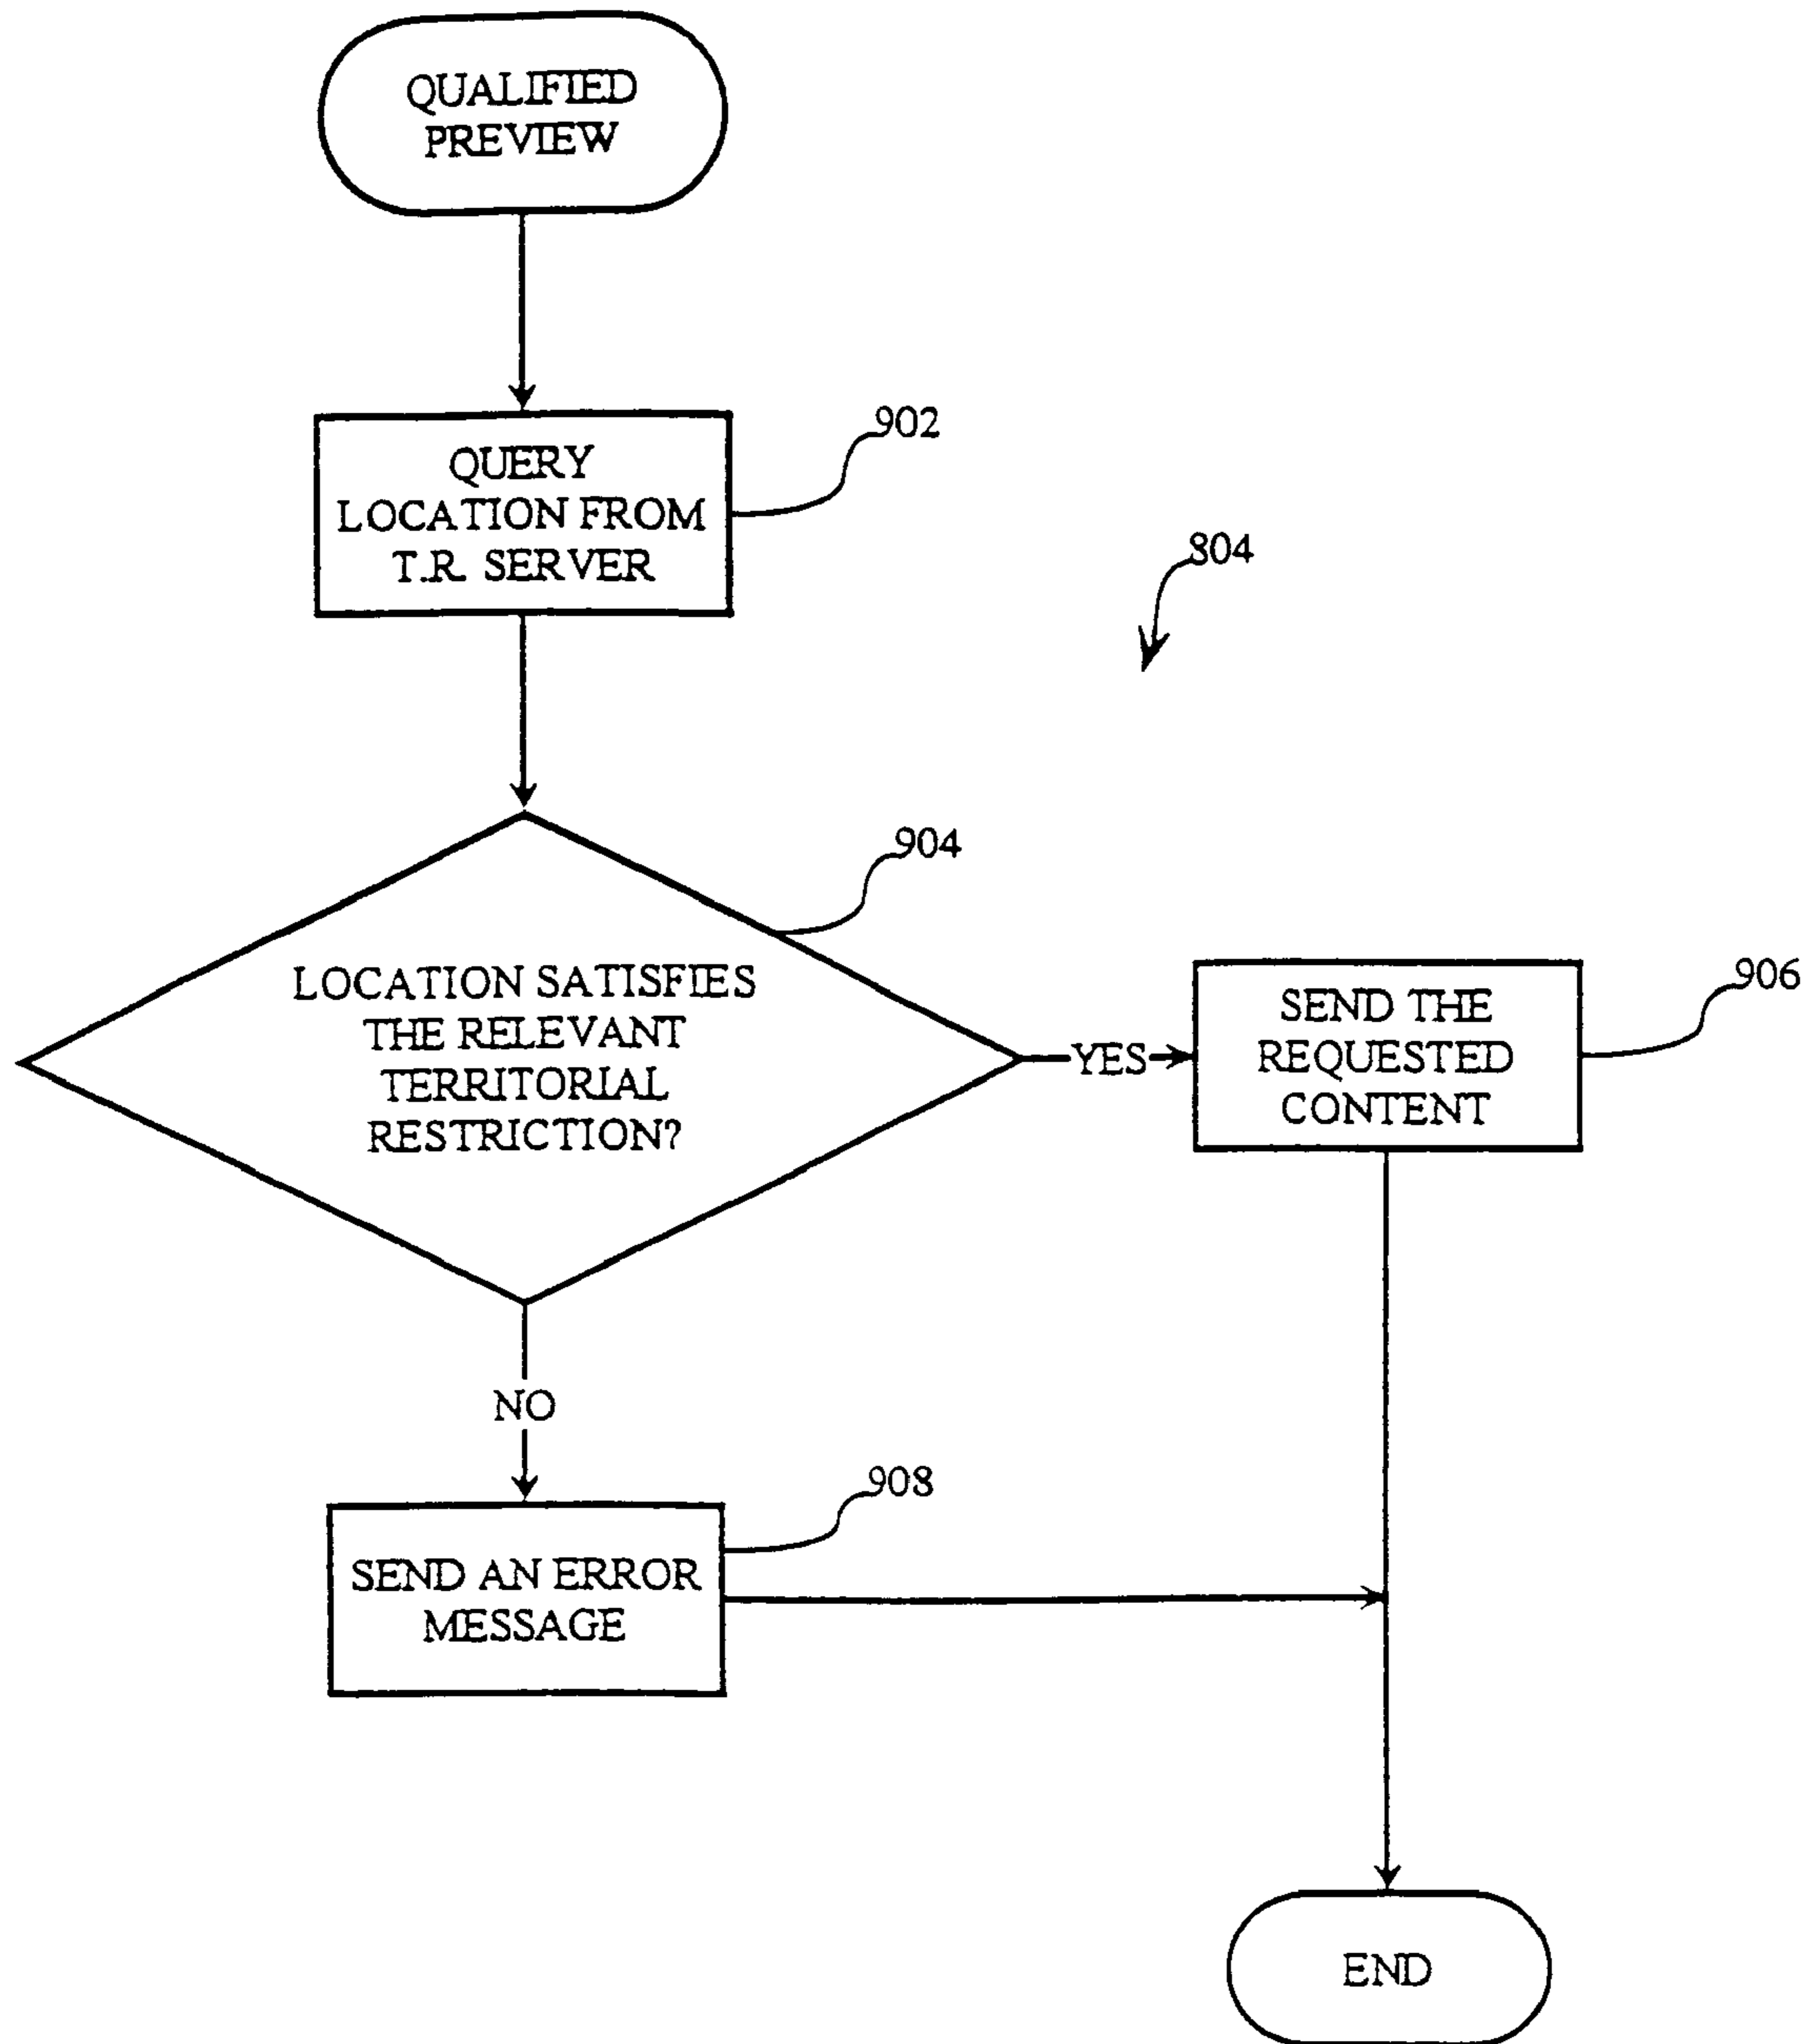 QUALIFIED
PREVIEW
902
QUERY
LOCATION FROM
T.R. SERVER
804
904
LOCATION SATISFIES
THE RELEVANT
TERRITORIAL
RESTRICTION?
YES
906
SEND THE
REQUESTED
CONTENT
NO
908
SEND AN ERROR
MESSAGE
END